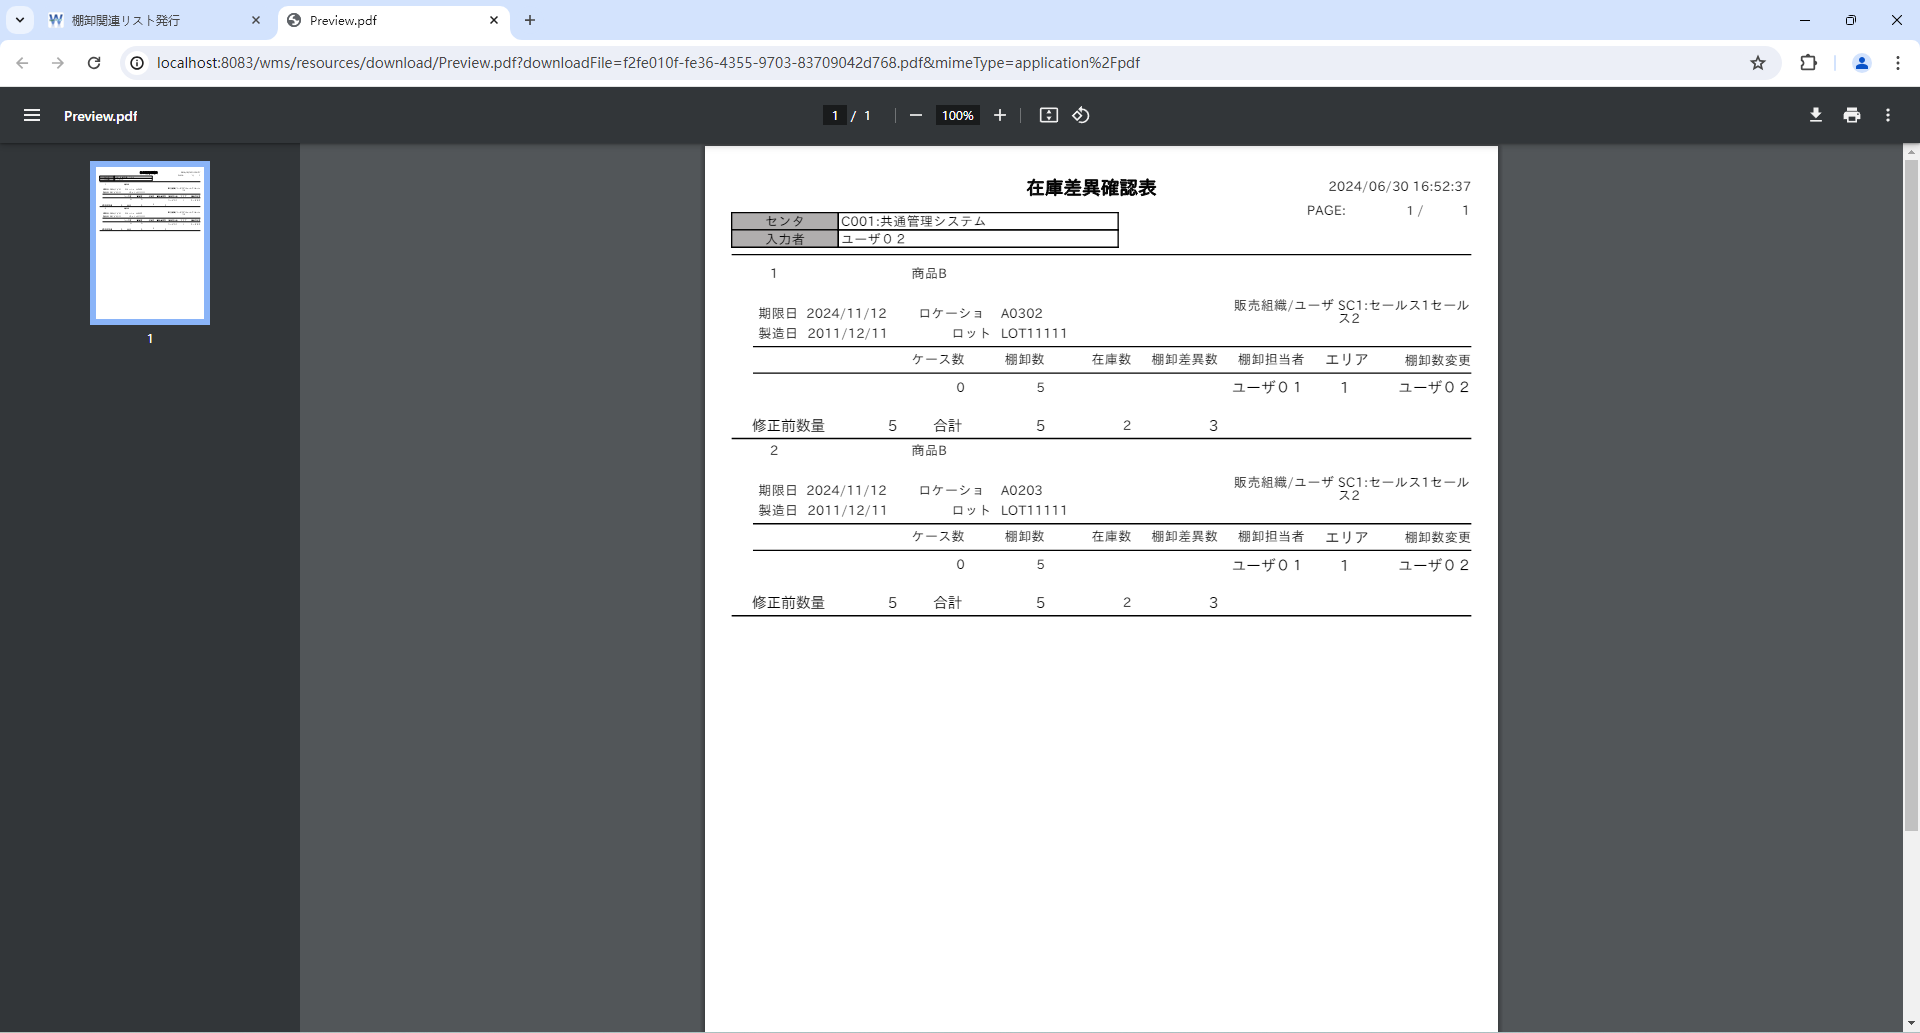 棚卸関連リスト発行
Preview.pdf
localhost:8083/wms/resources/download/Preview.pdf?downloadFile=f2fe010f-fe36-4355-9703-83709042d768.pdf&mimeType=application%2Fpdf
Preview.pdf
1 / 1
100%
1
在庫差異確認表
2024/06/30 16:52:37
PAGE: 1 / 1
センタ C001:共通管理システム
入力者 ユーザ０２
1 商品B
販売組織/ユーザ SC1:セールス1セール
ス2
期限日 2024/11/12 ロケーショ A0302
製造日 2011/12/11 ロット LOT11111
ケース数 棚卸数 在庫数 棚卸差異数 棚卸担当者 エリア 棚卸数変更
0 5 ユーザ０１ 1 ユーザ０２
修正前数量 5 合計 5 2 3
2 商品B
販売組織/ユーザ SC1:セールス1セール
ス2
期限日 2024/11/12 ロケーショ A0203
製造日 2011/12/11 ロット LOT11111
ケース数 棚卸数 在庫数 棚卸差異数 棚卸担当者 エリア 棚卸数変更
0 5 ユーザ０１ 1 ユーザ０２
修正前数量 5 合計 5 2 3